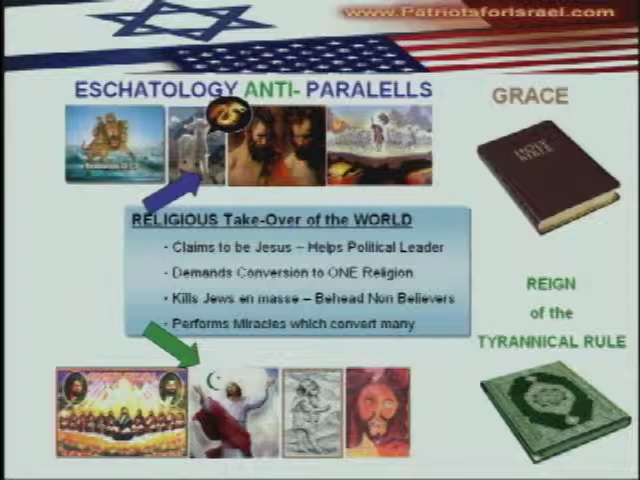 www.PatriotsforIsrael.com
ESCHATOLOGY ANTI- PARALELLS
GRACE
HOLY
BIBLE
RELIGIOUS Take-Over of the WORLD
· Claims to be Jesus – Helps Political Leader
· Demands Conversion to ONE Religion
· Kills Jews en masse – Behead Non Believers
· Performs Miracles which convert many
REIGN
of the
TYRANNICAL RULE